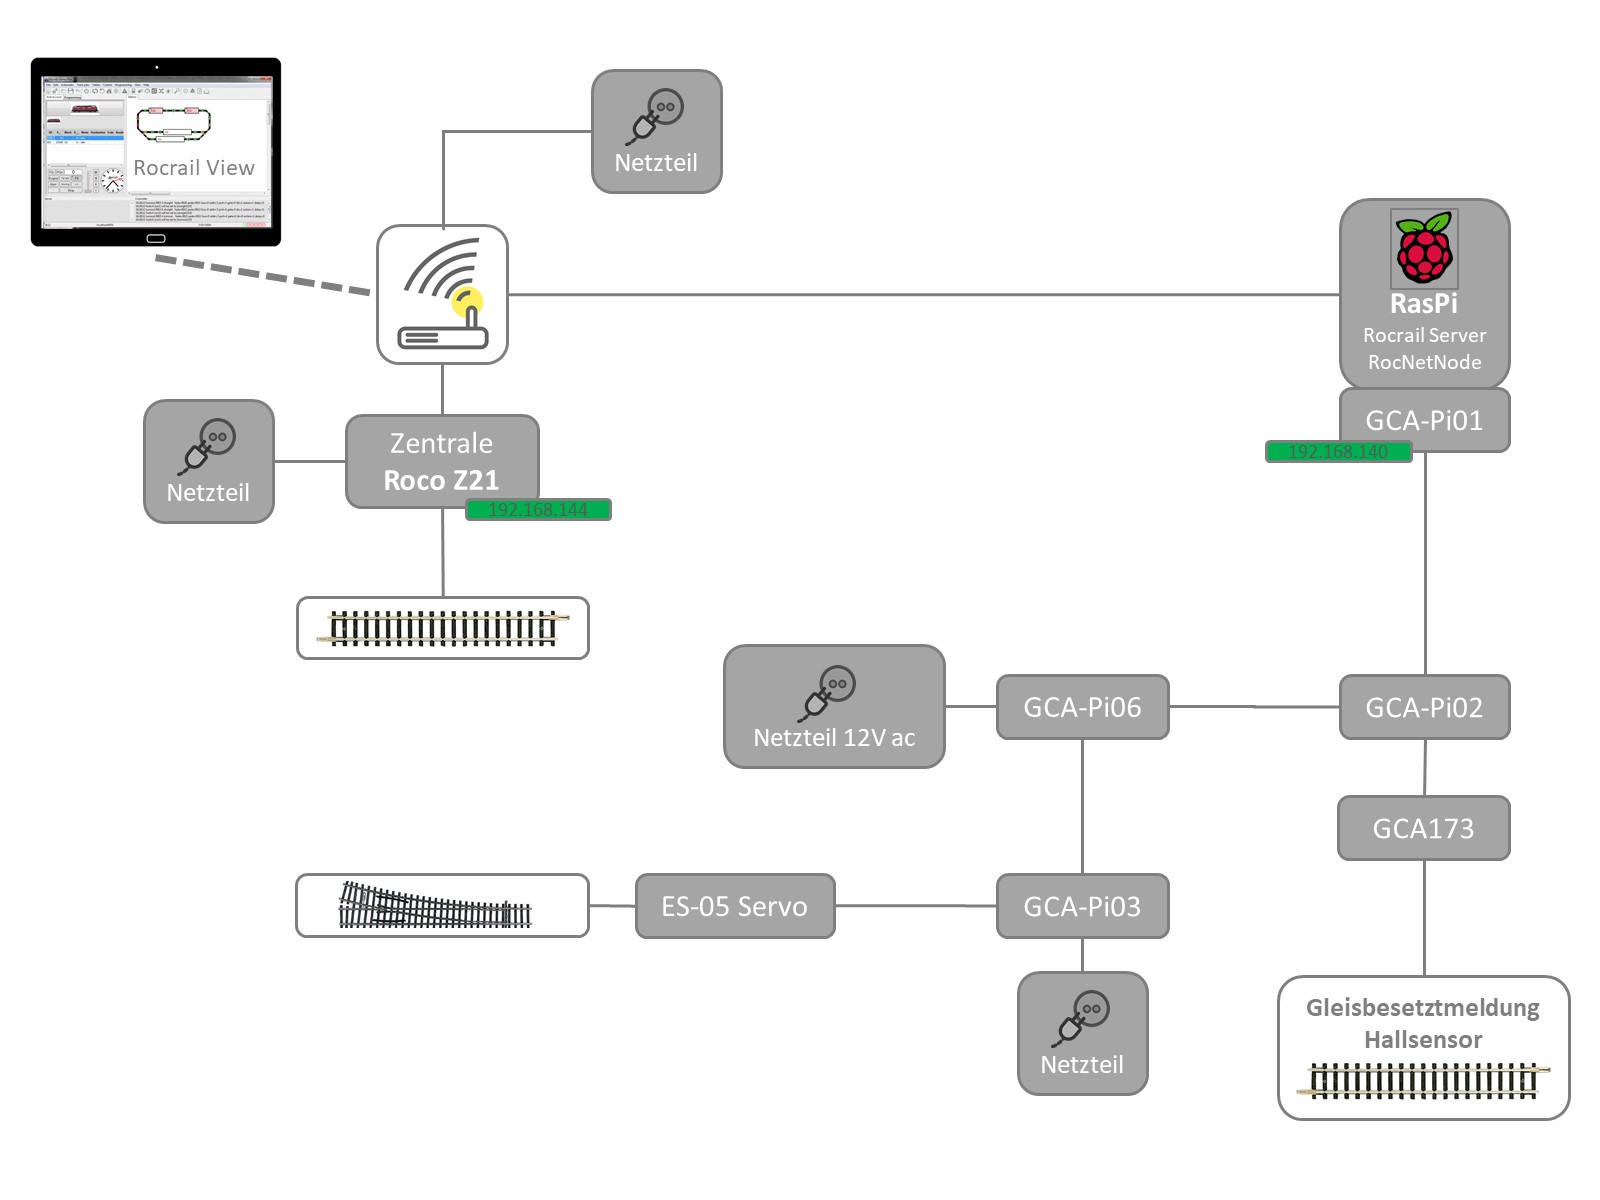 Rocrail View
Netzteil
RasPi
Rocrail Server
RocNetNode
GCA-Pi01
192.168.140
Netzteil
Zentrale
Roco Z21
192.168.144
Netzteil 12V ac
GCA-Pi06
GCA-Pi02
GCA173
ES-05 Servo
GCA-Pi03
Netzteil
Gleisbesetztmeldung
Hallsensor